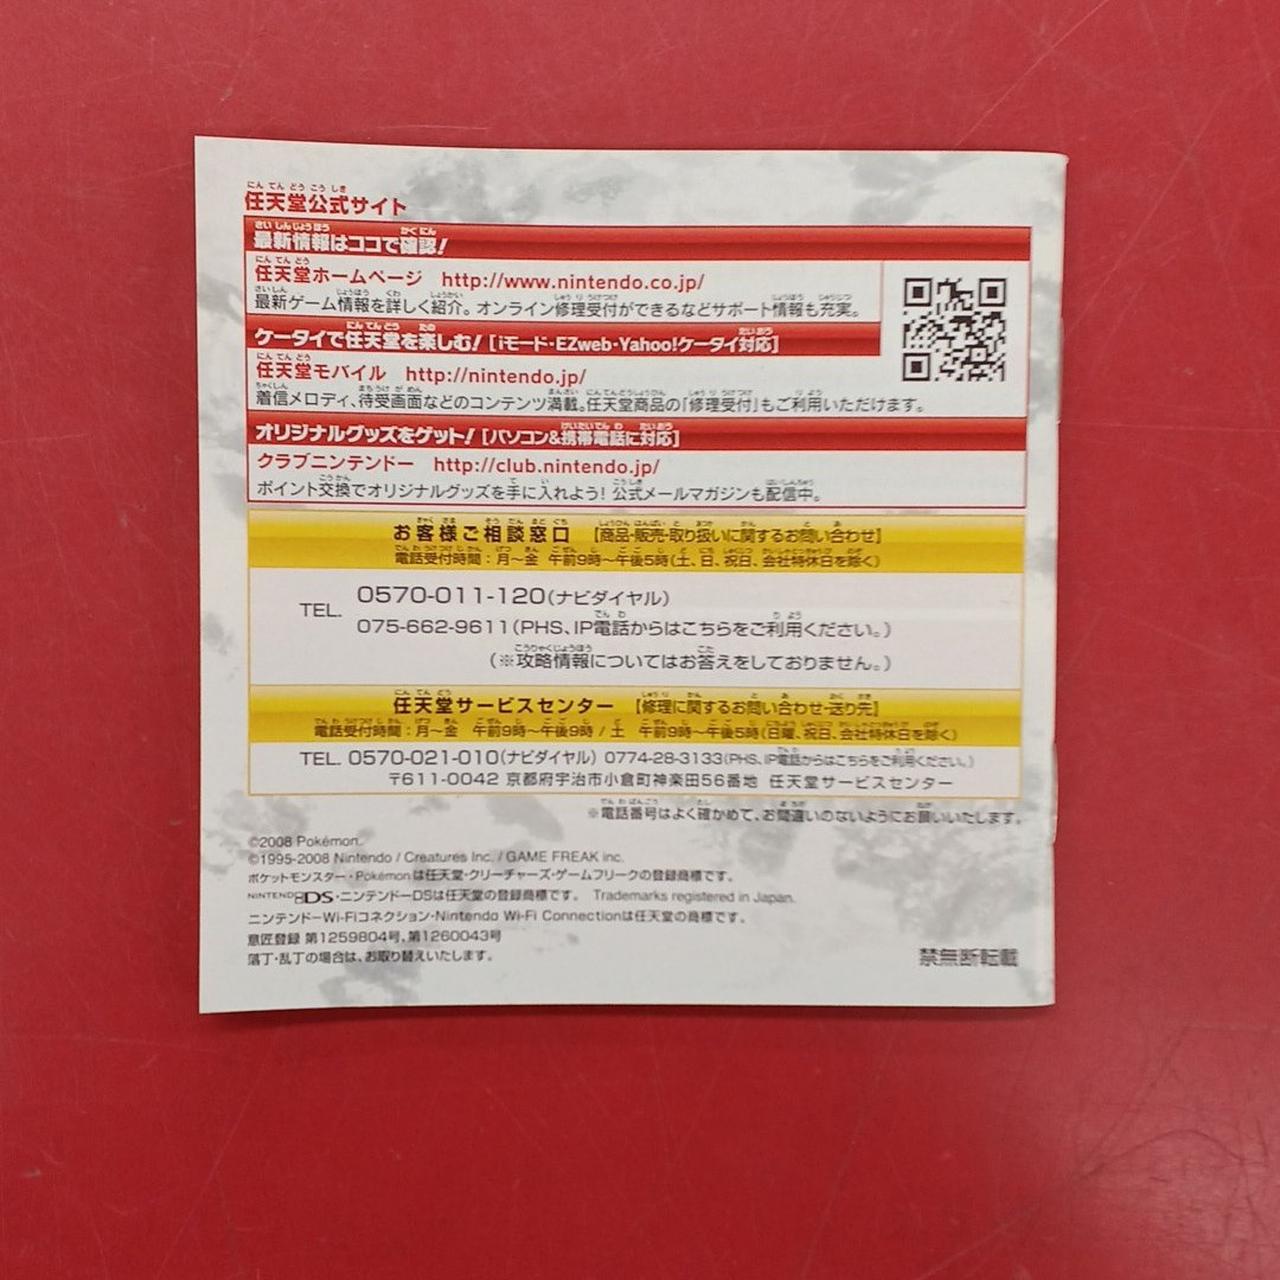 任天堂公式サイト
最新情報はココで確認!
任天堂ホームページ http://www.nintendo.co.jp/
最新ゲーム情報を詳しく紹介。オンライン修理受付ができるなどサポート情報も充実。
ケータイで任天堂を楽しむ! [iモード・EZweb・Yahoo!ケータイ対応]
任天堂モバイル http://nintendo.jp/
着信メロディ、待受画面などのコンテンツ満載。任天堂商品の「修理受付」もご利用いただけます。
オリジナルグッズをゲット! [パソコン&携帯電話に対応]
クラブニンテンドー http://club.nintendo.jp/
ポイント交換でオリジナルグッズを手に入れよう! 公式メールマガジンも配信中。
お客様ご相談窓口 【商品・販売・取り扱いに関するお問い合わせ】
電話受付時間:月~金 午前9時~午後5時(土、日、祝日、会社特休日を除く)
TEL. 0570-011-120(ナビダイヤル)
075-662-9611(PHS、IP電話からはこちらをご利用ください。)
(※攻略情報についてはお答えをしておりません。)
任天堂サービスセンター 【修理に関するお問い合わせ・送り先】
電話受付時間:月~金 午前9時~午後9時 / 土 午前9時~午後5時(日曜、祝日、会社特休日を除く)
TEL. 0570-021-010(ナビダイヤル) 0774-28-3133(PHS、IP電話からはこちらをご利用ください。)
〒611-0042 京都府宇治市小倉町神楽田56番地 任天堂サービスセンター
※電話番号はよく確かめて、お間違いのないようにお願いいたします。
©2008 Pokémon.
©1995-2008 Nintendo / Creatures Inc. / GAME FREAK inc.
ポケットモンスター・Pokémonは任天堂・クリーチャーズ・ゲームフリークの登録商標です。
NINTENDO DS・ニンテンドーDSは任天堂の登録商標です。 Trademarks registered in Japan.
ニンテンドーWi-Fiコネクション・Nintendo Wi-Fi Connectionは任天堂の商標です。
意匠登録 第1259804号、第1260043号
落丁・乱丁の場合は、お取り替えいたします。
禁無断転載